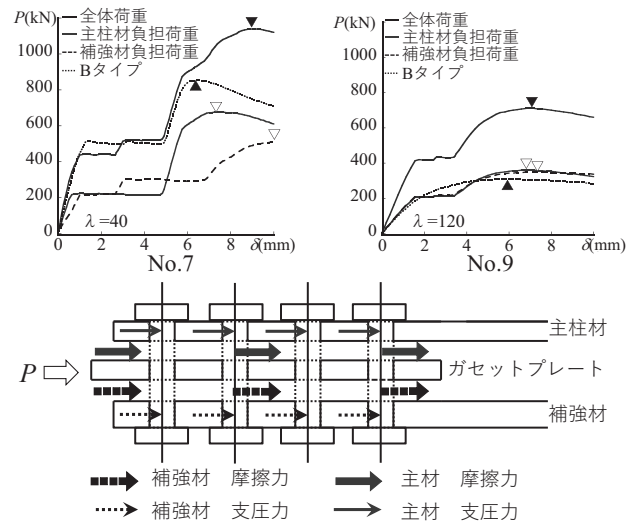 P(kN)
全体荷重
主柱材負担荷重
補強材負担荷重
Bタイプ
1000
800
600
400
200
0
2
4
6
8
δ(mm)
λ=40
No.7
P(kN)
全体荷重
主柱材負担荷重
補強材負担荷重
Bタイプ
1000
800
600
400
200
0
2
4
6
8
δ(mm)
λ=120
No.9
主柱材
P
ガセットプレート
補強材
補強材 摩擦力
主材 摩擦力
補強材 支圧力
主材 支圧力